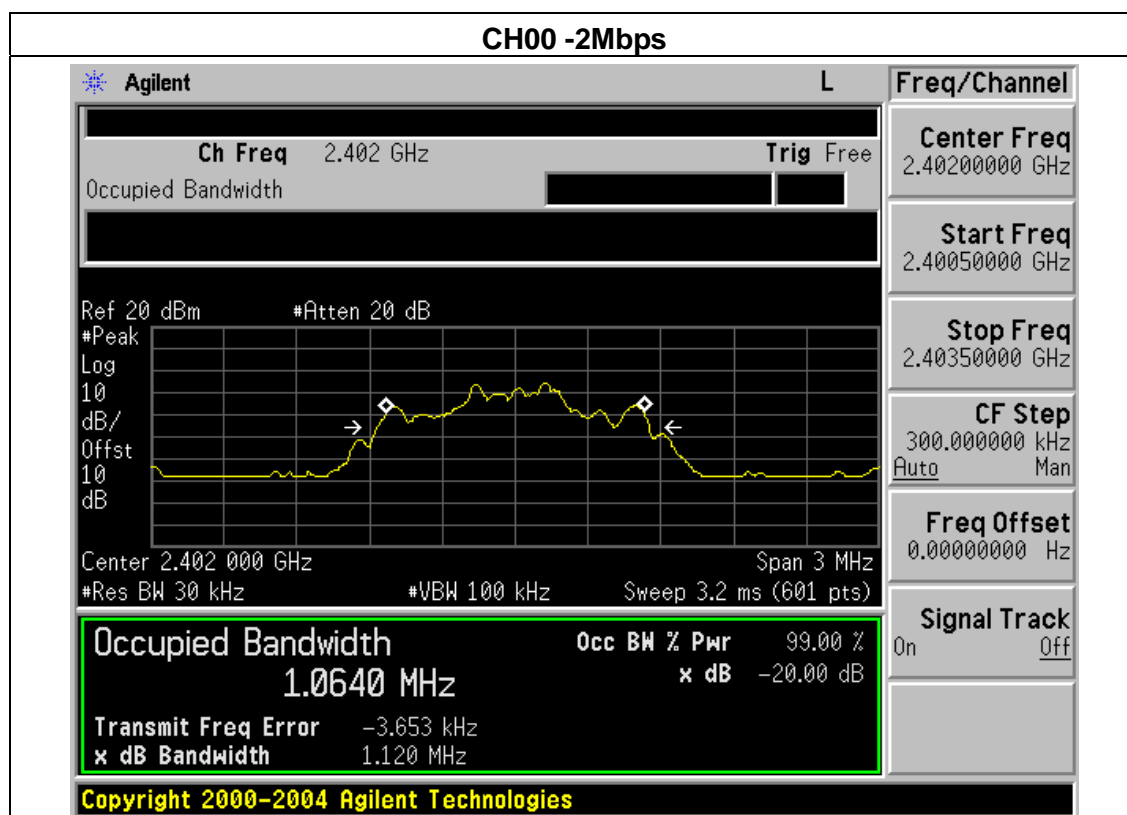 CH00 -2Mbps
Agilent L Freq/Channel
Ch Freq 2.402 GHz Trig Free
Occupied Bandwidth
Center Freq
2.40200000 GHz
Start Freq
2.40050000 GHz
Stop Freq
2.40350000 GHz
CF Step
300.000000 kHz
Auto Man
Freq Offset
0.00000000 Hz
Signal Track
On Off
Ref 20 dBm #Atten 20 dB
#Peak
Log
10
dB/
Offst
10
dB
Center 2.402 000 GHz Span 3 MHz
#Res BW 30 kHz #VBW 100 kHz Sweep 3.2 ms (601 pts)
Occupied Bandwidth Occ BW % Pwr 99.00 %
1.0640 MHz x dB -20.00 dB
Transmit Freq Error -3.653 kHz
x dB Bandwidth 1.120 MHz
Copyright 2000-2004 Agilent Technologies